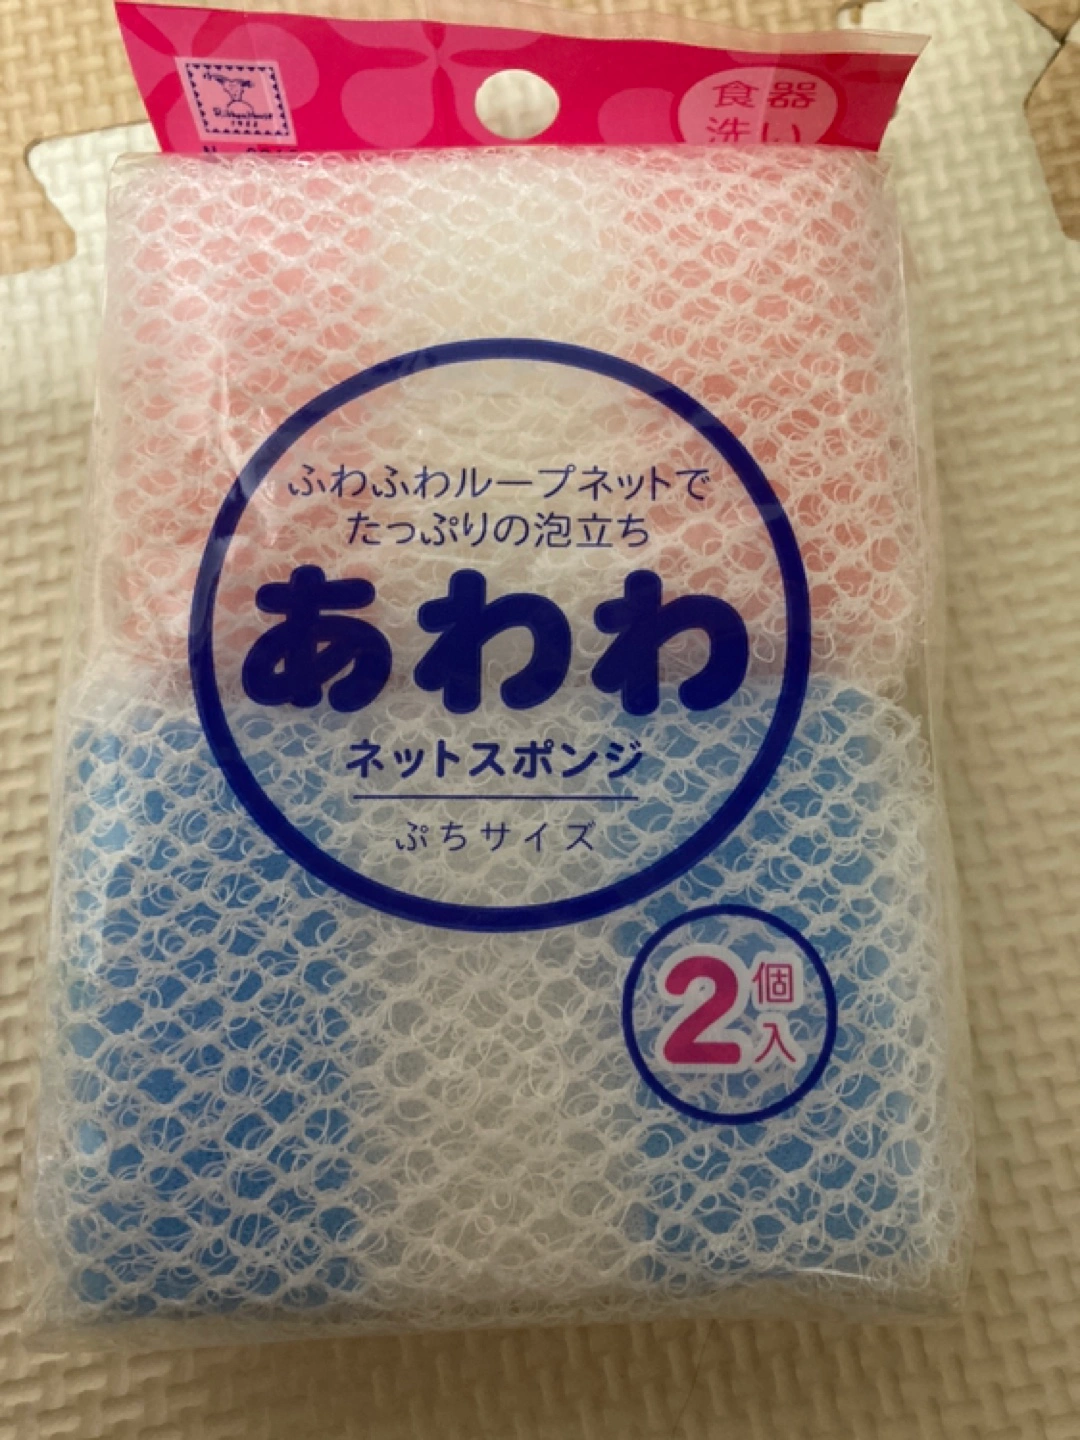 食器
洗い
ふわふわループネットで
たっぷりの泡立ち
あわわ
ネットスポンジ
ぷちサイズ
2個
入